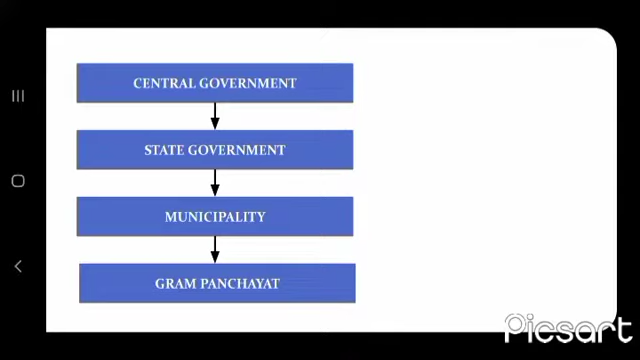 CENTRAL GOVERNMENT
STATE GOVERNMENT
MUNICIPALITY
GRAM PANCHAYAT
Picsart